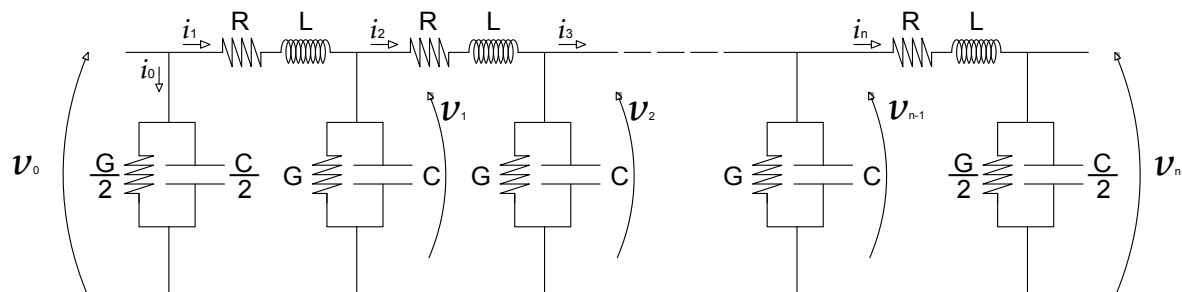 i₁ R L i₂ R L i₃ iₙ R L
i₀
v₀ G/2 C/2 G C v₁ G C v₂ G C vₙ₋₁ G/2 C/2 vₙ